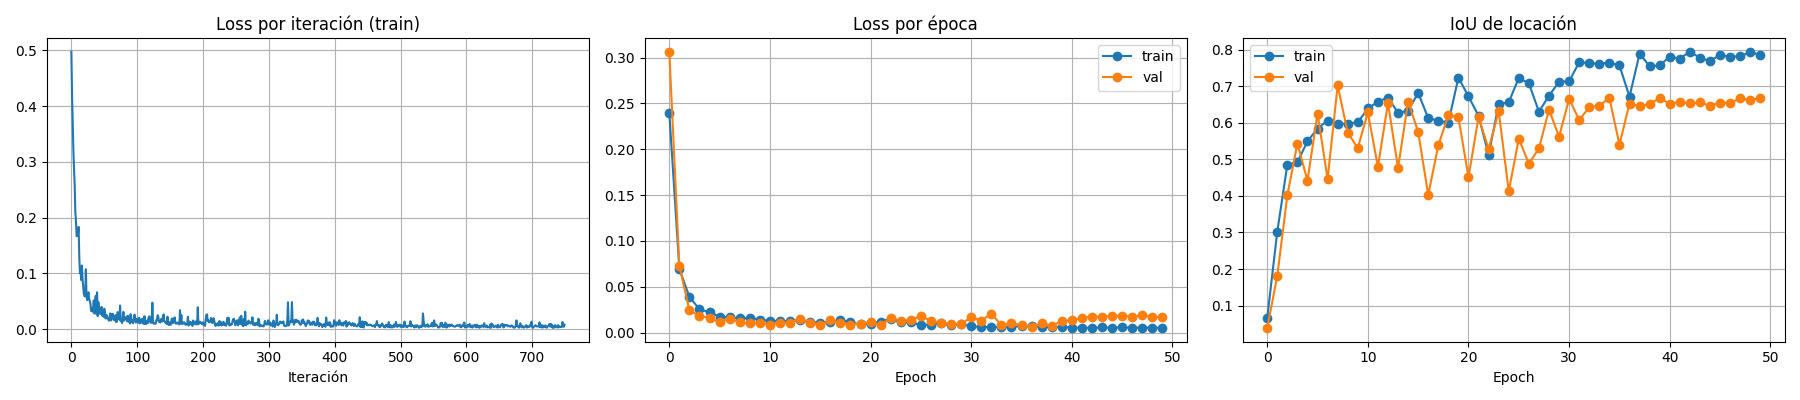 Loss por iteración (train)
0.5
0.4
0.3
0.2
0.1
0.0
0 100 200 300 400 500 600 700
Iteración
Loss por época
train
val
0.30
0.25
0.20
0.15
0.10
0.05
0.00
0 10 20 30 40 50
Epoch
IoU de locación
train
val
0.8
0.7
0.6
0.5
0.4
0.3
0.2
0.1
0 10 20 30 40 50
Epoch